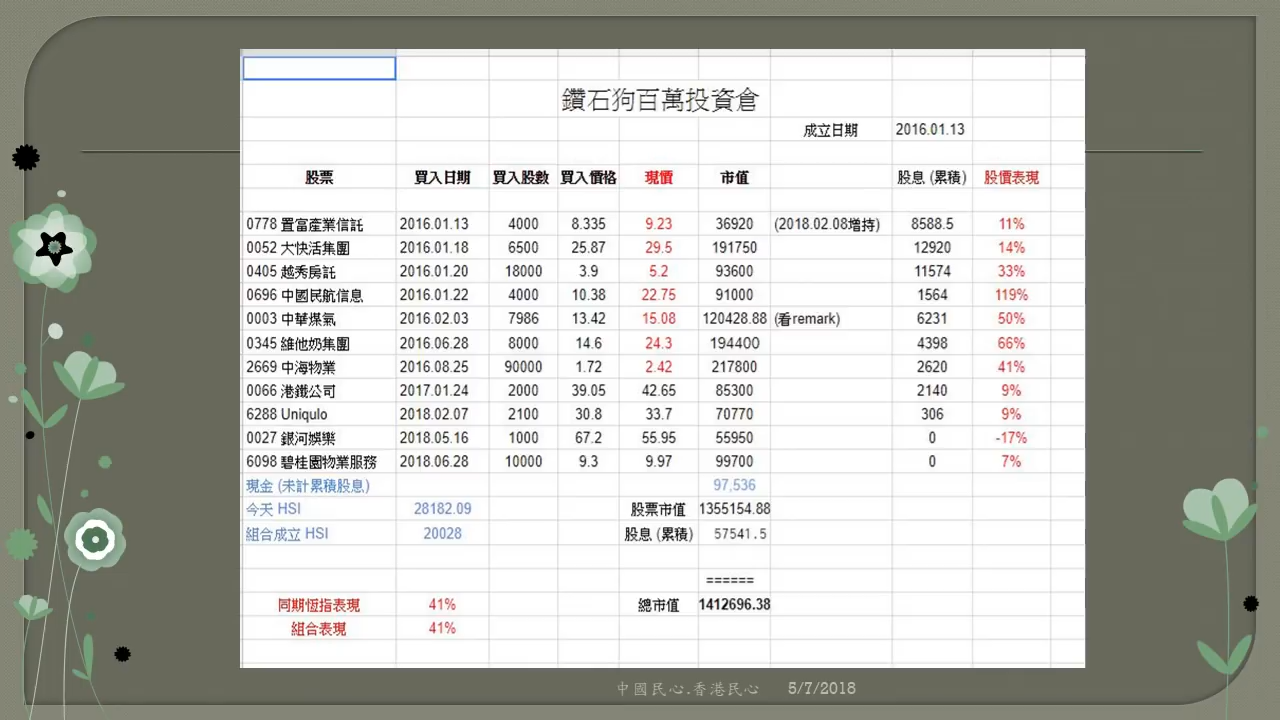 鑽石狗百萬投資倉
成立日期 2016.01.13
股票 買入日期 買入股數 買入價格 現價 市值 股息 (累積) 股價表現
0778 置富產業信託 2016.01.13 4000 8.335 9.23 36920 (2018.02.08增持) 8588.5 11%
0052 大快活集團 2016.01.18 6500 25.87 29.5 191750 12920 14%
0405 越秀房託 2016.01.20 18000 3.9 5.2 93600 11574 33%
0696 中國民航信息 2016.01.22 4000 10.38 22.75 91000 1564 119%
0003 中華煤氣 2016.02.03 7986 13.42 15.08 120428.88 (看remark) 6231 50%
0345 維他奶集團 2016.06.28 8000 14.6 24.3 194400 4398 66%
2669 中海物業 2016.08.25 90000 1.72 2.42 217800 2620 41%
0066 港鐵公司 2017.01.24 2000 39.05 42.65 85300 2140 9%
6288 Uniqulo 2018.02.07 2100 30.8 33.7 70770 306 9%
0027 銀河娛樂 2018.05.16 1000 67.2 55.95 55950 0 -17%
6098 碧桂園物業服務 2018.06.28 10000 9.3 9.97 99700 0 7%
現金 (未計累積股息) 97,536
今天 HSI 28182.09 股票市值 1355154.88
組合成立 HSI 20028 股息 (累積) 57541.5
======
同期恆指表現 41% 總市值 1412696.38
組合表現 41%
中國民心.香港民心 5/7/2018